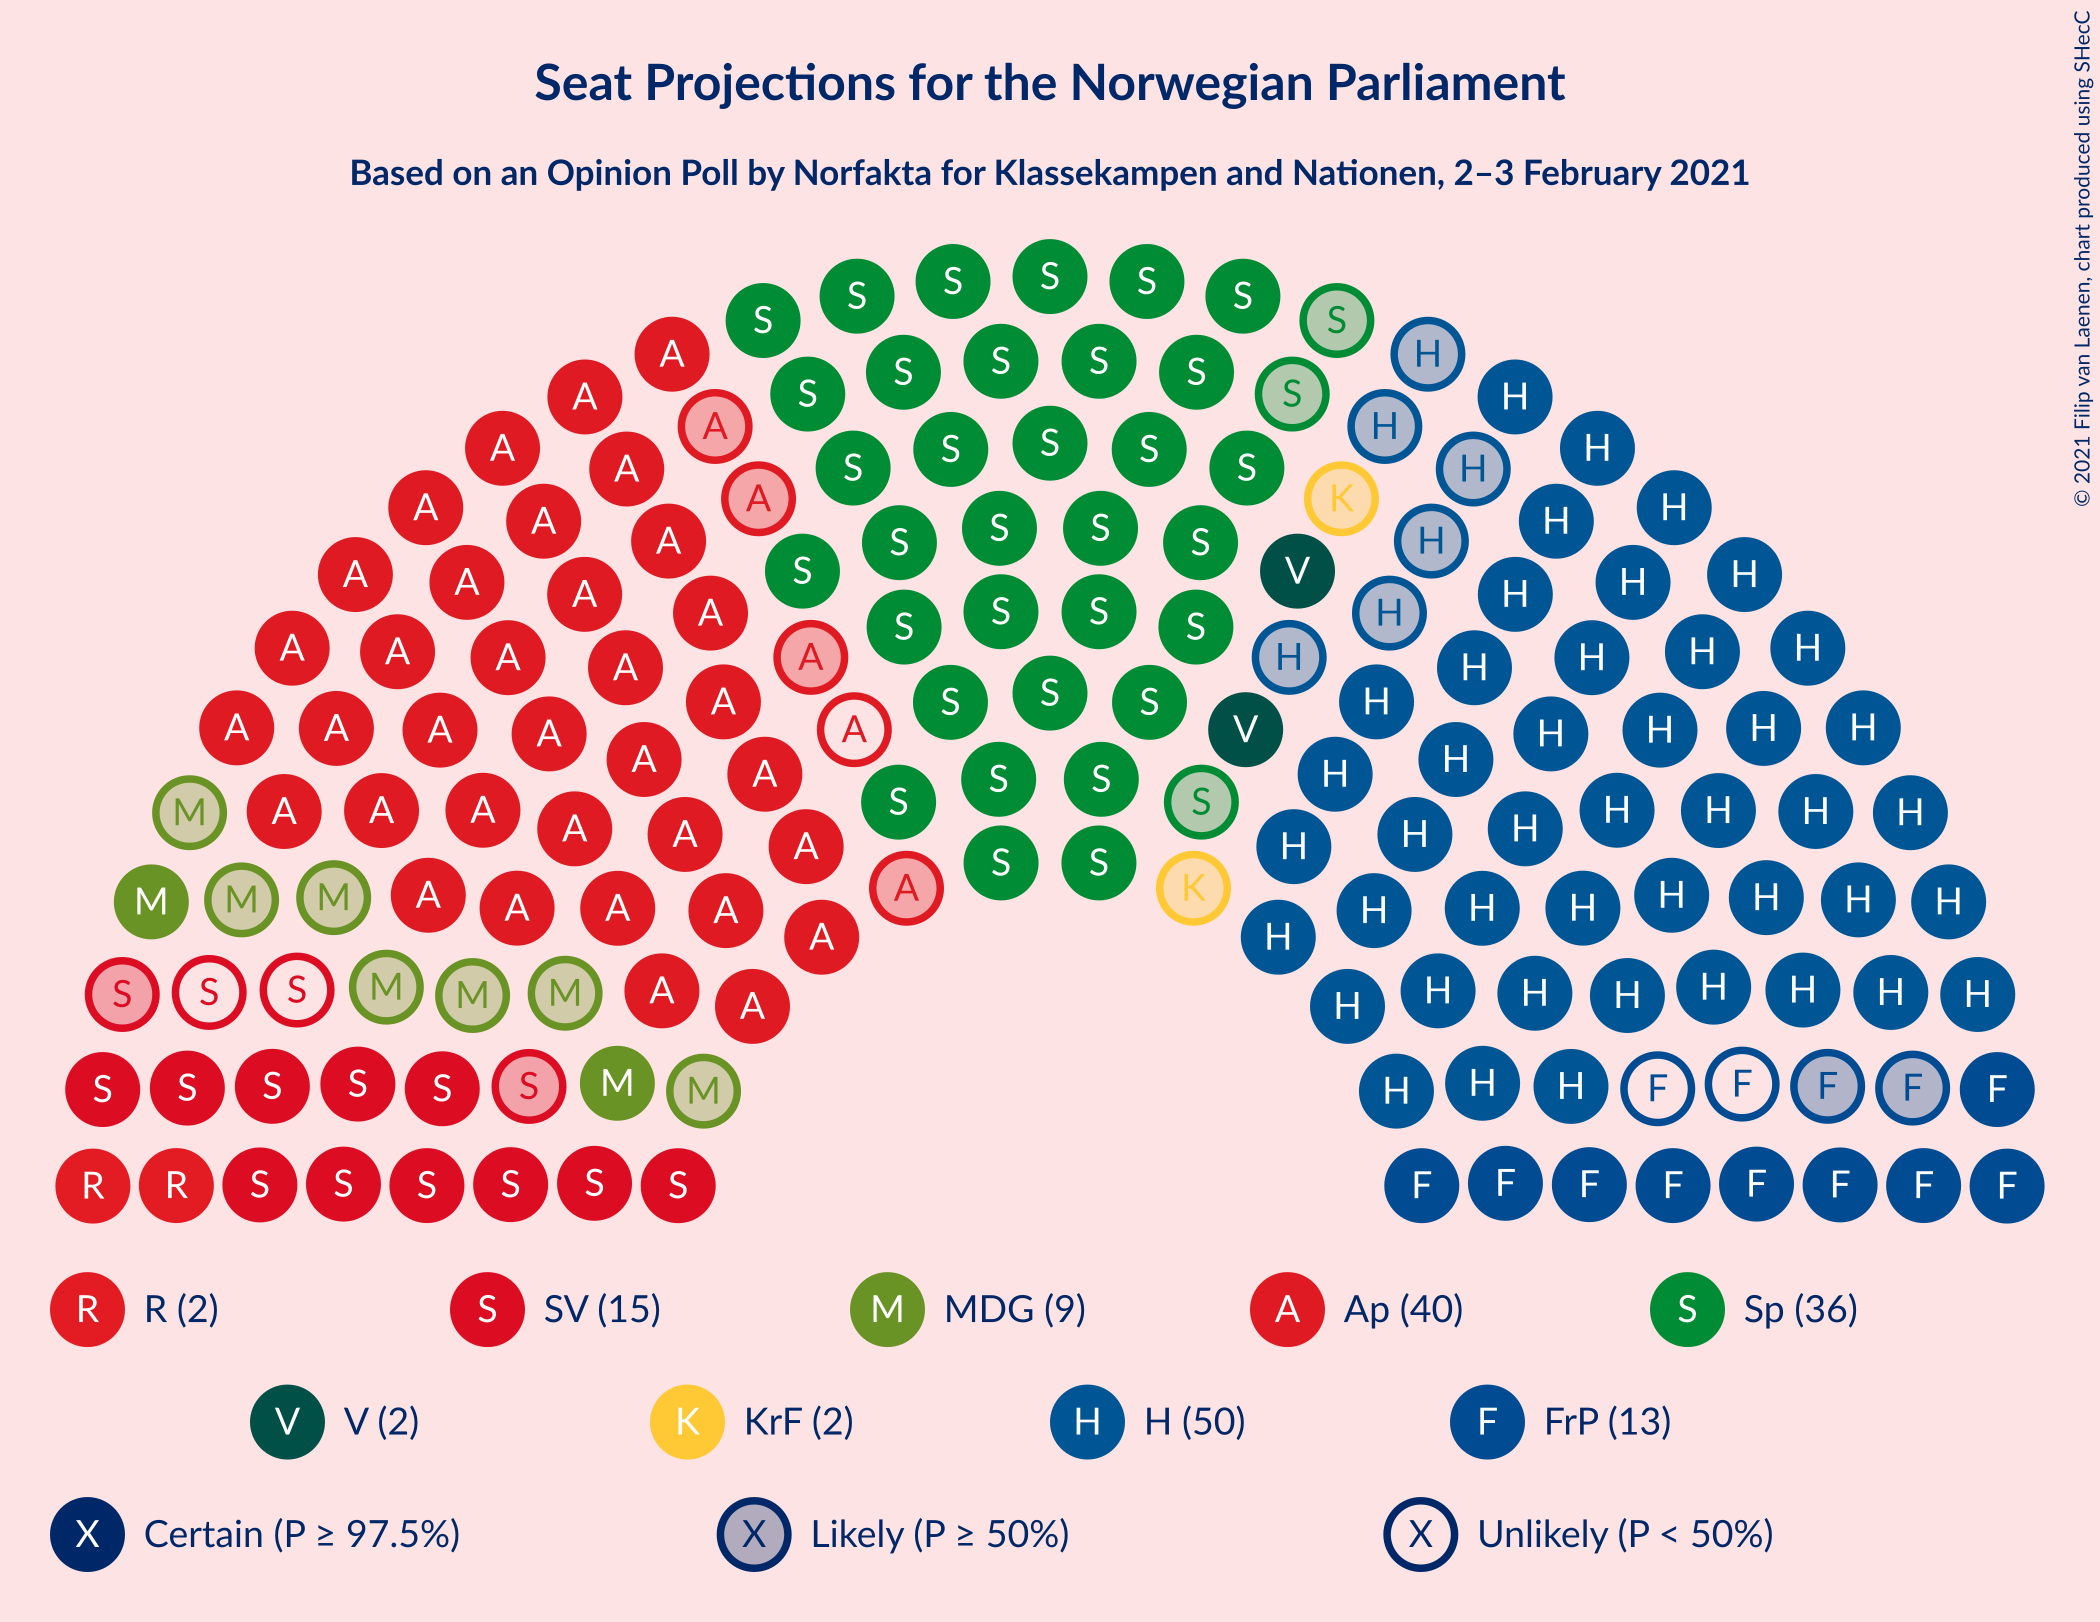 Seat Projections for the Norwegian Parliament
Based on an Opinion Poll by Norfakta for Klassekampen and Nationen, 2–3 February 2021
© 2021 Filip van Laenen, chart produced using SHecC
S S S
S S
S S
A H
S S
S S
S S
A H
A H
S
A S S H
A S S H
A K
A H
A S S H
A S S H
A S V H
A H
A H
A S S H
S S
A A A A H H H H
A H
S
A S S H
A A A A A V H H H H
A H
A S S H
S S
M A A A H H H H
A A H H
A H
S S
A K
M M M A H H H H
A A A H H H
A H
S S S M M M A H H H H H H H
A H
S S S S S S M M H H H F F F F F
R R S S S S S S F F F F F F F F
R R (2) S SV (15) M MDG (9) A Ap (40) S Sp (36)
V V (2) K KrF (2) H H (50) F FrP (13)
X Certain (P ≥ 97.5%) X Likely (P ≥ 50%) X Unlikely (P < 50%)